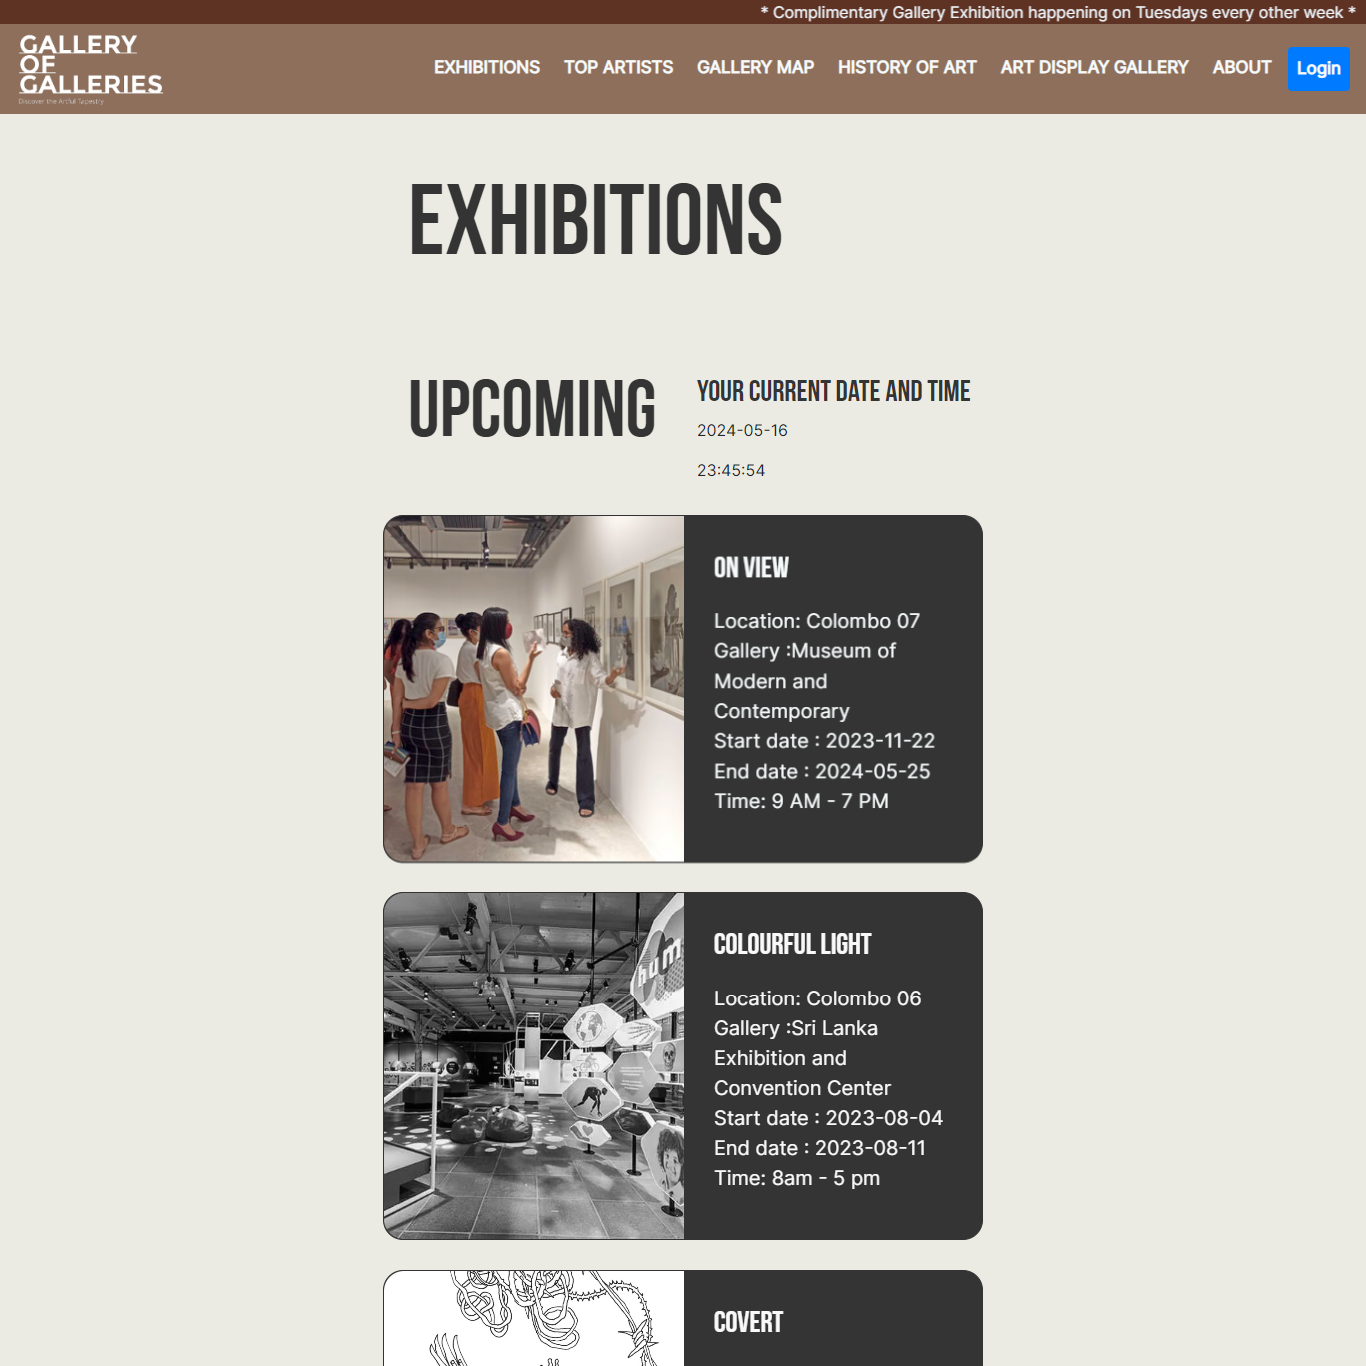 * Complimentary Gallery Exhibition happening on Tuesdays every other week *
GALLERY
OF
GALLERIES
Discover the Artful Tapestry
EXHIBITIONS TOP ARTISTS GALLERY MAP HISTORY OF ART ART DISPLAY GALLERY ABOUT Login
EXHIBITIONS
UPCOMING
YOUR CURRENT DATE AND TIME
2024-05-16
23:45:54
ON VIEW
Location: Colombo 07
Gallery :Museum of
Modern and
Contemporary
Start date : 2023-11-22
End date : 2024-05-25
Time: 9 AM - 7 PM
hum
COLOURFUL LIGHT
Location: Colombo 06
Gallery :Sri Lanka
Exhibition and
Convention Center
Start date : 2023-08-04
End date : 2023-08-11
Time: 8am - 5 pm
COVERT